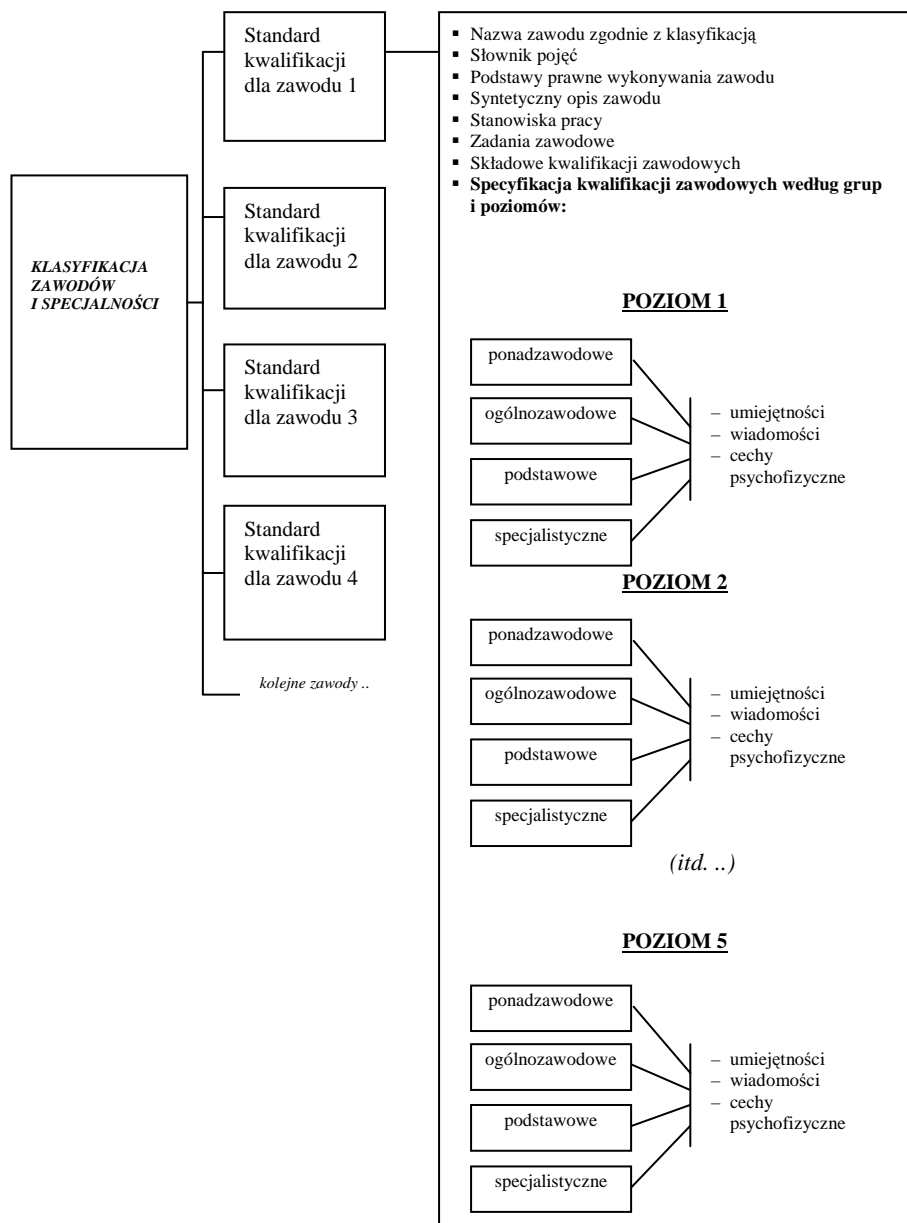 KLASYFIKACJA
ZAWODÓW
I SPECJALNOŚCI
Standard
kwalifikacji
dla zawodu 1
Standard
kwalifikacji
dla zawodu 2
Standard
kwalifikacji
dla zawodu 3
Standard
kwalifikacji
dla zawodu 4
kolejne zawody ..
▪ Nazwa zawodu zgodnie z klasyfikacją
▪ Słownik pojęć
▪ Podstawy prawne wykonywania zawodu
▪ Syntetyczny opis zawodu
▪ Stanowiska pracy
▪ Zadania zawodowe
▪ Składowe kwalifikacji zawodowych
▪ Specyfikacja kwalifikacji zawodowych według grup
i poziomów:
POZIOM 1
ponadzawodowe
ogólnozawodowe
podstawowe
specjalistyczne
– umiejętności
– wiadomości
– cechy
psychofizyczne
POZIOM 2
ponadzawodowe
ogólnozawodowe
podstawowe
specjalistyczne
– umiejętności
– wiadomości
– cechy
psychofizyczne
(itd. ..)
POZIOM 5
ponadzawodowe
ogólnozawodowe
podstawowe
specjalistyczne
– umiejętności
– wiadomości
– cechy
psychofizyczne